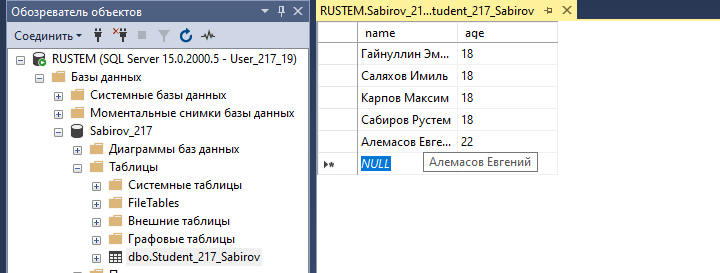 Обозреватель объектов
Соединить
RUSTEM (SQL Server 15.0.2000.5 - User_217_19)
Базы данных
Системные базы данных
Моментальные снимки базы данных
Sabirov_217
Диаграммы баз данных
Таблицы
Системные таблицы
FileTables
Внешние таблицы
Графовые таблицы
dbo.Student_217_Sabirov
RUSTEM.Sabirov_21...tudent_217_Sabirov
name age
Гайнуллин Эм... 18
Саляхов Имиль 18
Карпов Максим 18
Сабиров Рустем 18
Алемасов Евге... 22
NULL
Алемасов Евгений